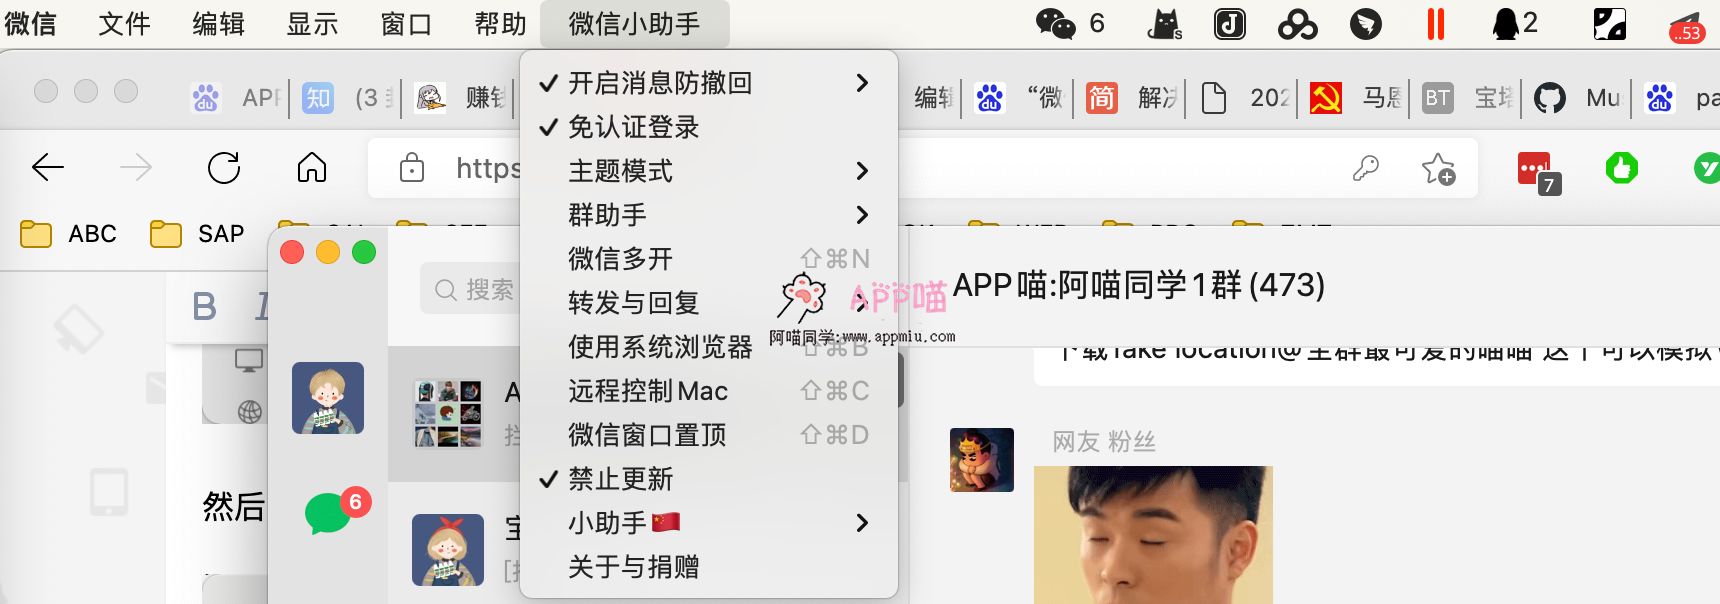 微信 文件 编辑 显示 窗口 帮助 微信小助手 6 2 ..53
知 (3 赚钱 编辑 “微 简 解决 202 马恩 BT 宝塔 Mu pa
https
7
ABC SAP
开启消息防撤回
免认证登录
主题模式
群助手
微信多开 ⇧⌘N
转发与回复
使用系统浏览器 ⇧⌘B
远程控制Mac ⇧⌘C
微信窗口置顶 ⇧⌘D
禁止更新
小助手🇨🇳
关于与捐赠
B I
然后
搜索
6
APP喵
阿喵同学:www.appmiu.com
APP喵:阿喵同学1群(473)
下载fake location@全群最可爱的喵喵 这个可以模拟
网友 粉丝